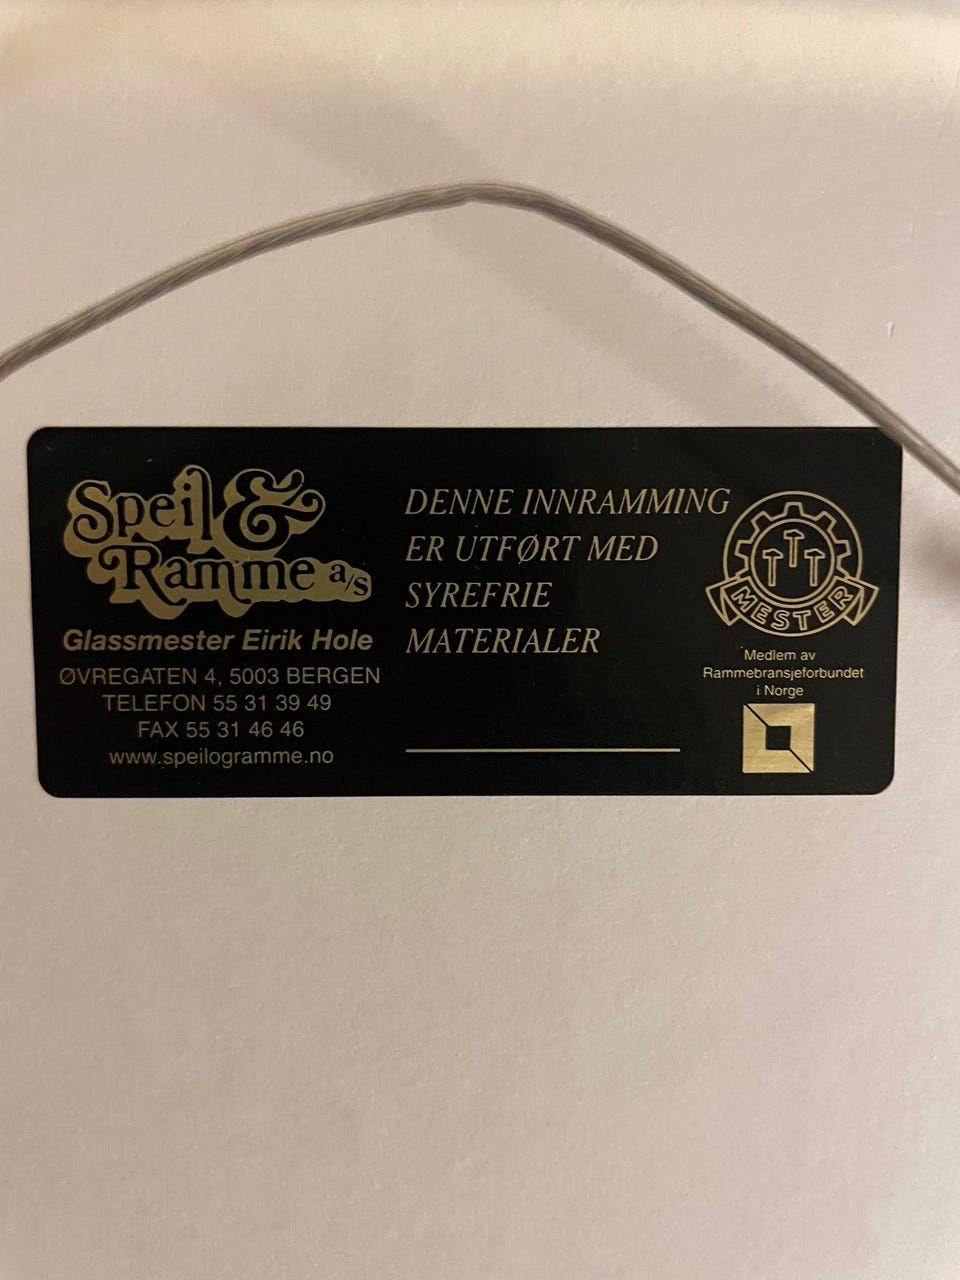 Speil &
Ramme a/s
Glassmester Eirik Hole
ØVREGATEN 4, 5003 BERGEN
TELEFON 55 31 39 49
FAX 55 31 46 46
www.speilogramme.no
DENNE INNRAMMING
ER UTFØRT MED
SYREFRIE
MATERIALER
MESTER
Medlem av
Rammebransjeforbundet
i Norge